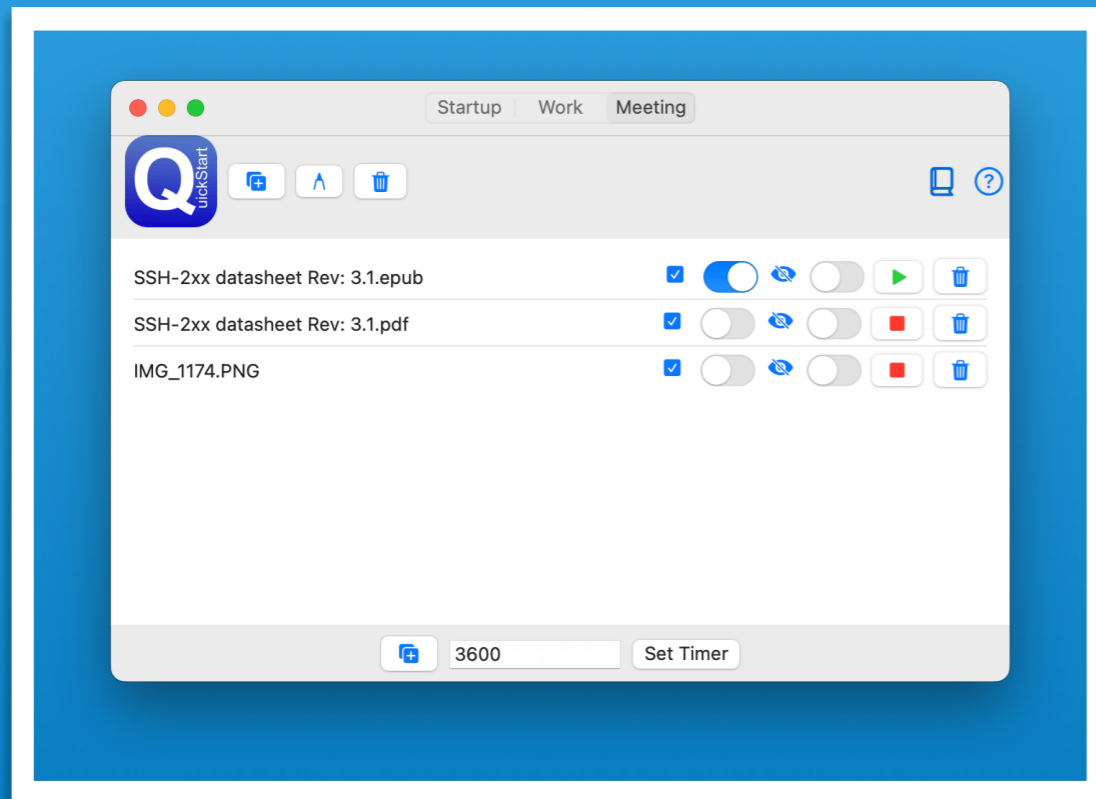 Startup Work Meeting
QuickStart
?
SSH-2xx datasheet Rev: 3.1.epub
SSH-2xx datasheet Rev: 3.1.pdf
IMG_1174.PNG
3600 Set Timer